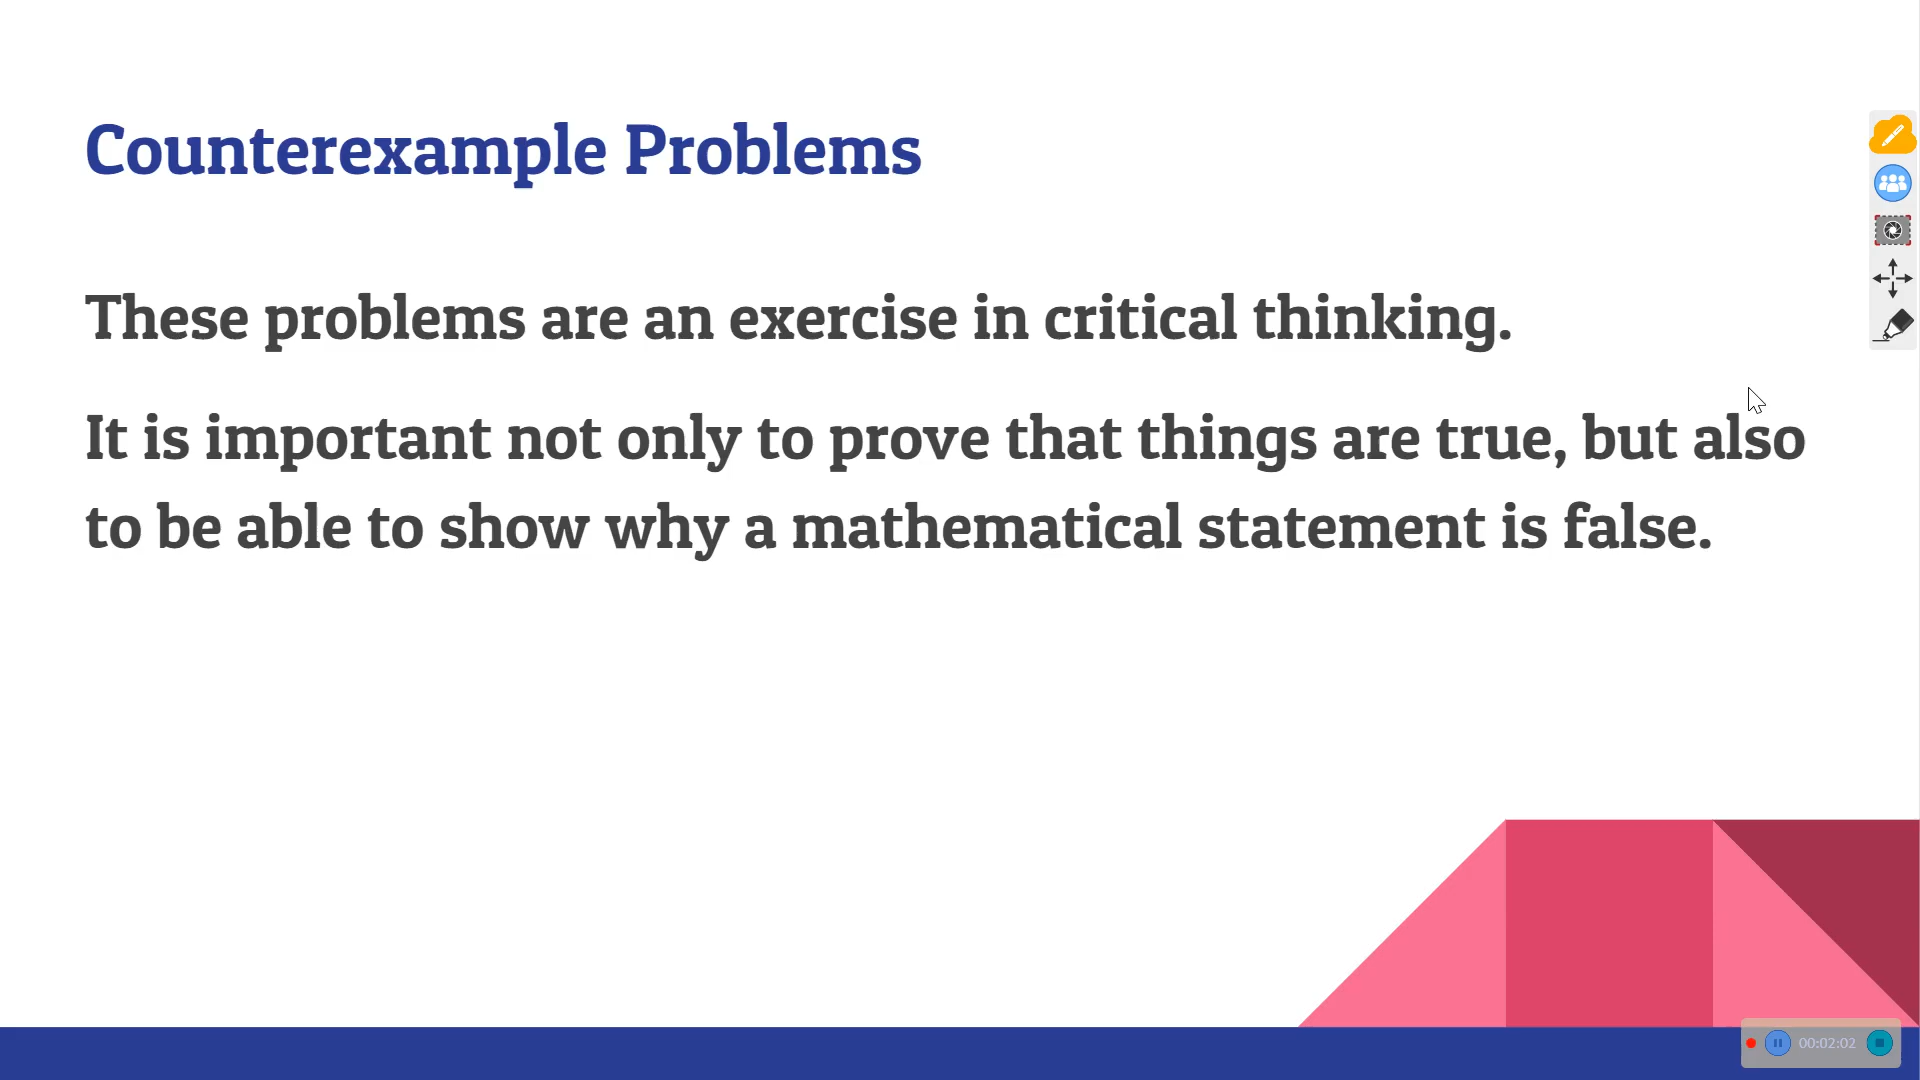 Counterexample Problems
These problems are an exercise in critical thinking.
It is important not only to prove that things are true, but also
to be able to show why a mathematical statement is false.
00:02:02